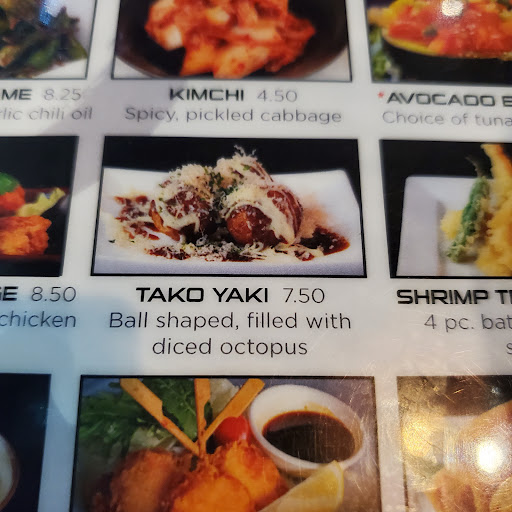 ME 8.25
rlic chili oil
KIMCHI 4.50
Spicy, pickled cabbage
*AVOCADO
Choice of tuna
GE 8.50
chicken
TAKO YAKI 7.50
Ball shaped, filled with
diced octopus
SHRIMP
4 pc. bat